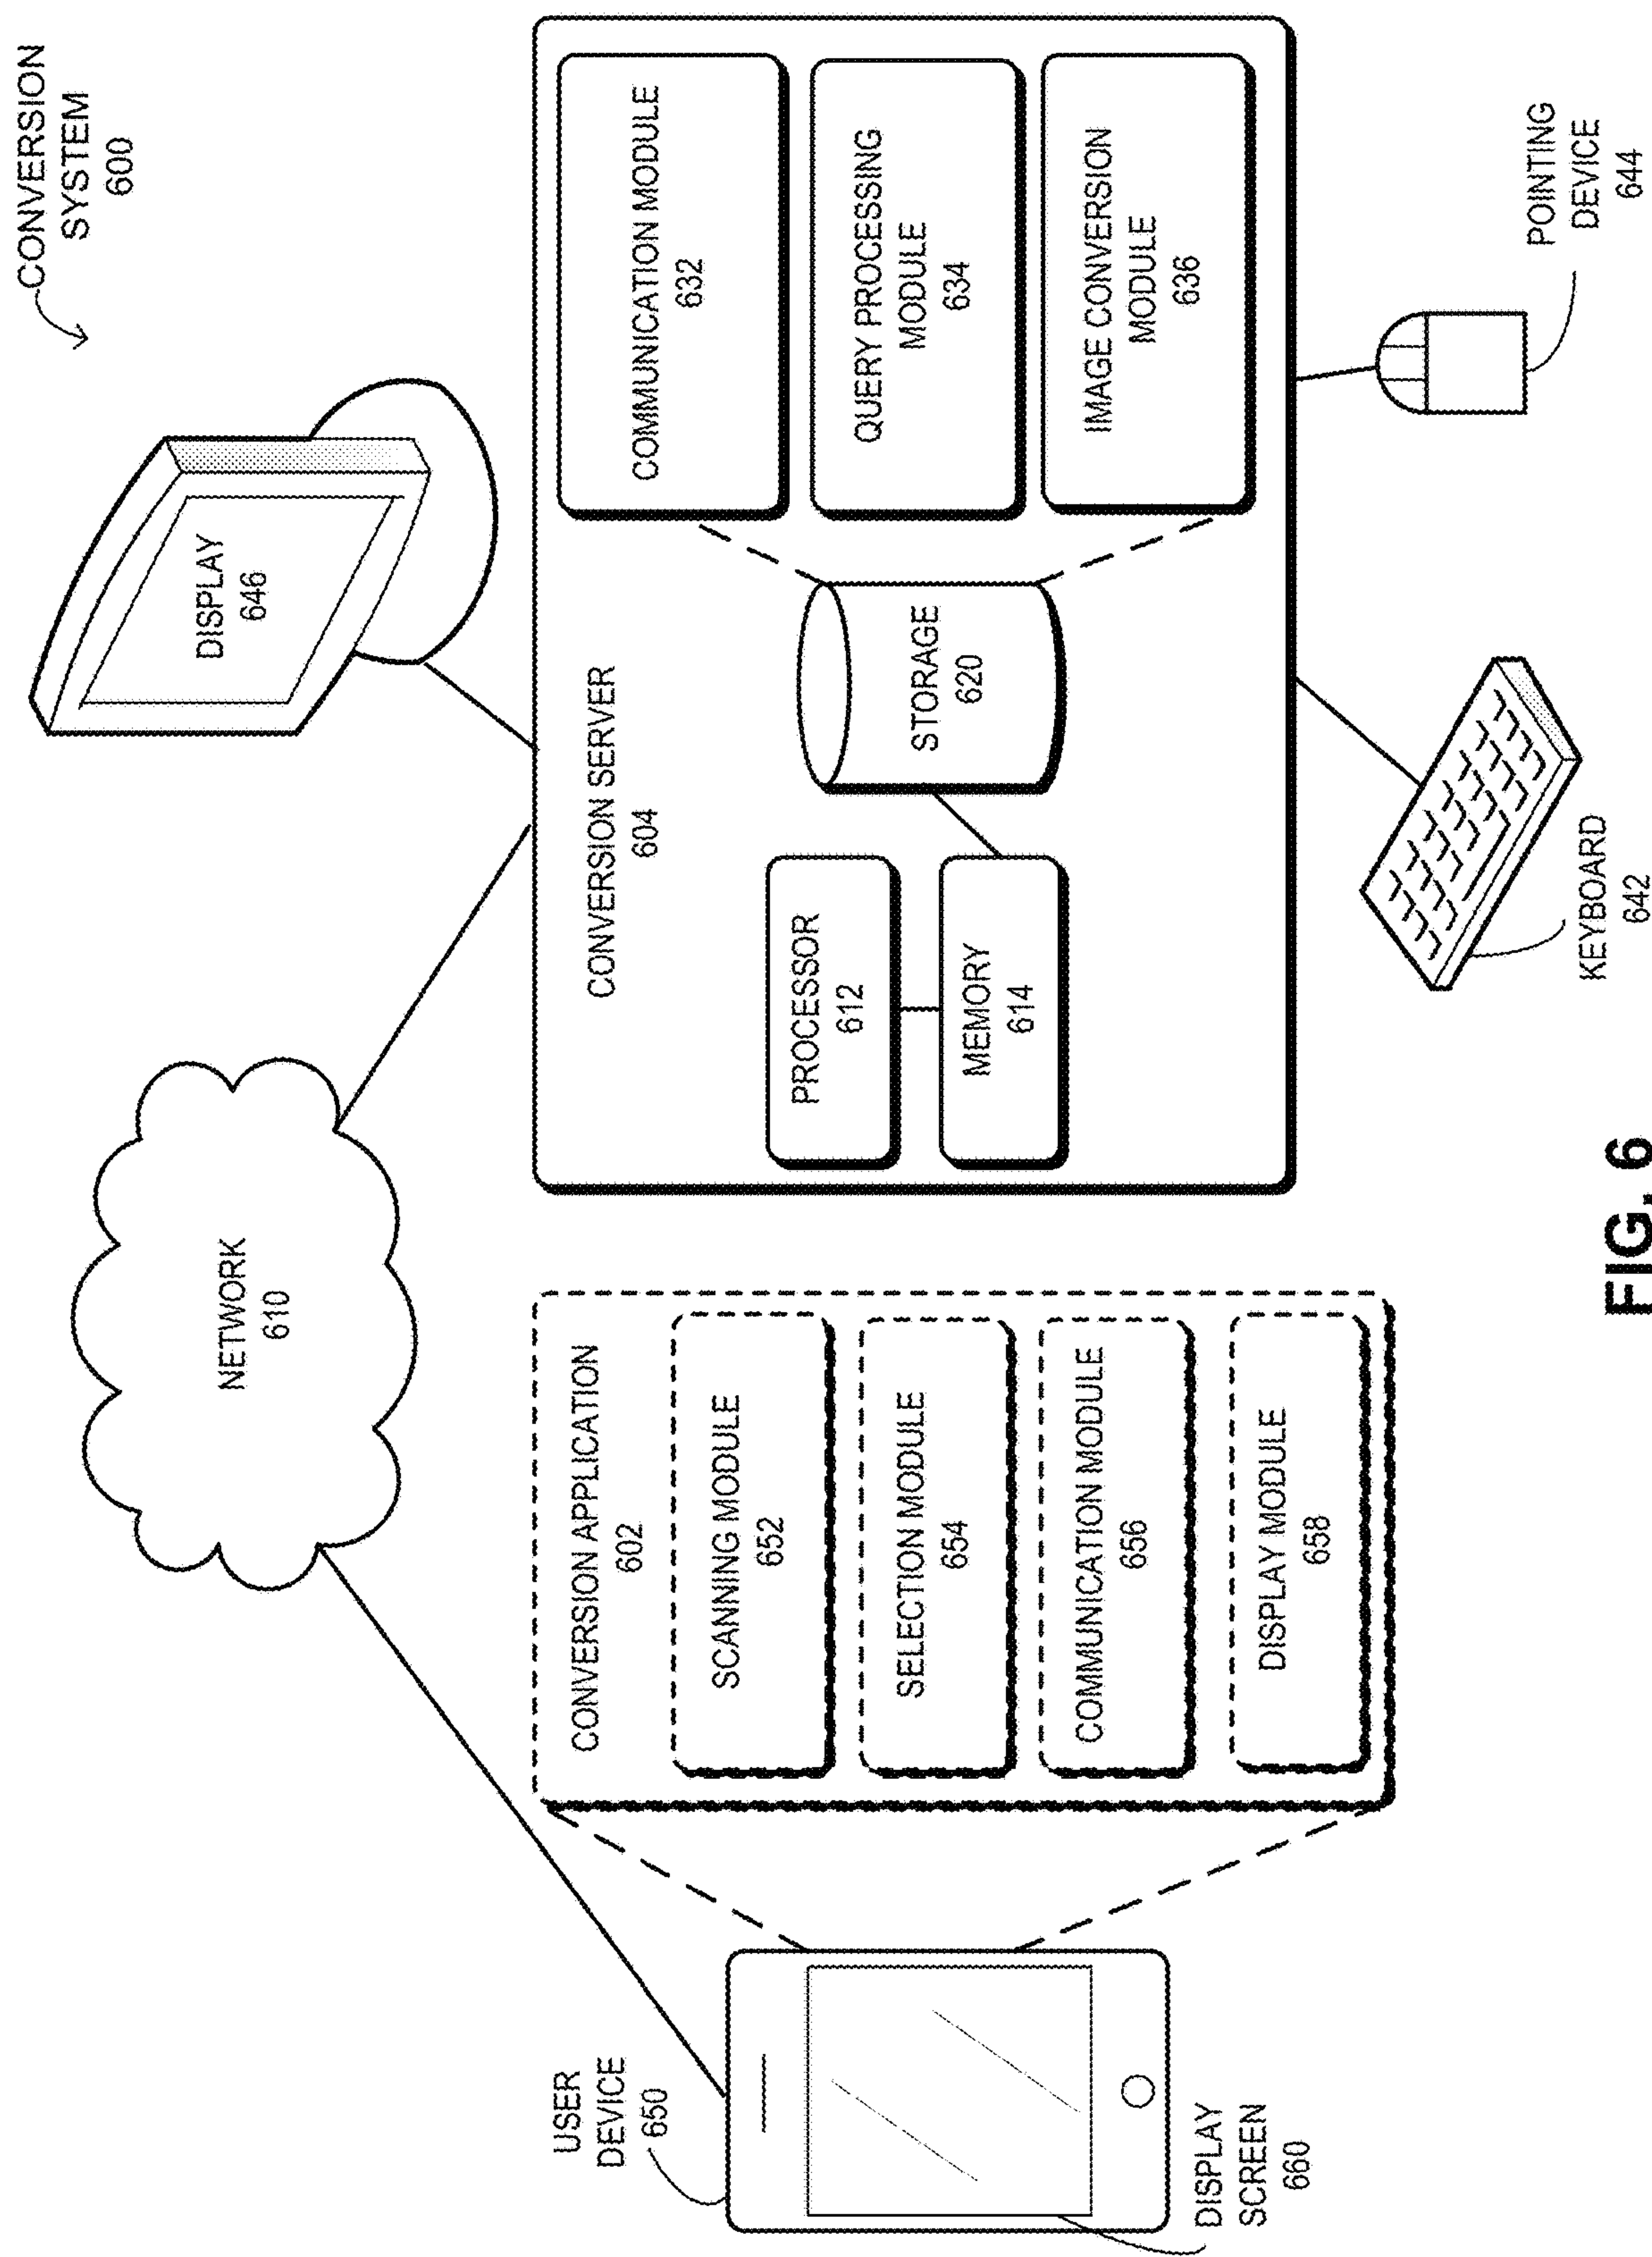 CONVERSION
SYSTEM
600
NETWORK
610
DISPLAY
646
USER
DEVICE
650
DISPLAY
SCREEN
660
CONVERSION APPLICATION
602
SCANNING MODULE
652
SELECTION MODULE
654
COMMUNICATION MODULE
656
DISPLAY MODULE
658
CONVERSION SERVER
604
PROCESSOR
612
MEMORY
614
STORAGE
620
COMMUNICATION MODULE
632
QUERY PROCESSING
MODULE
634
IMAGE CONVERSION
MODULE
636
KEYBOARD
642
POINTING
DEVICE
644
FIG. 6